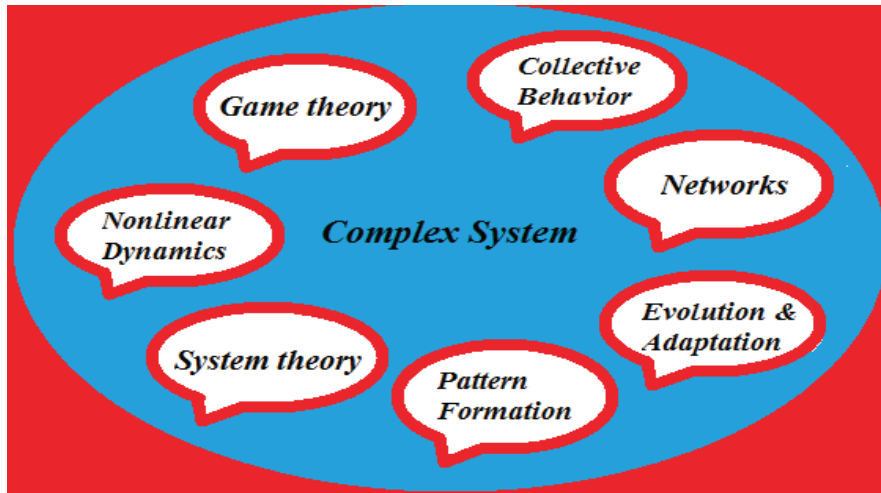 Collective
Behavior
Game theory
Networks
Nonlinear
Dynamics
Complex System
Evolution &
Adaptation
System theory
Pattern
Formation